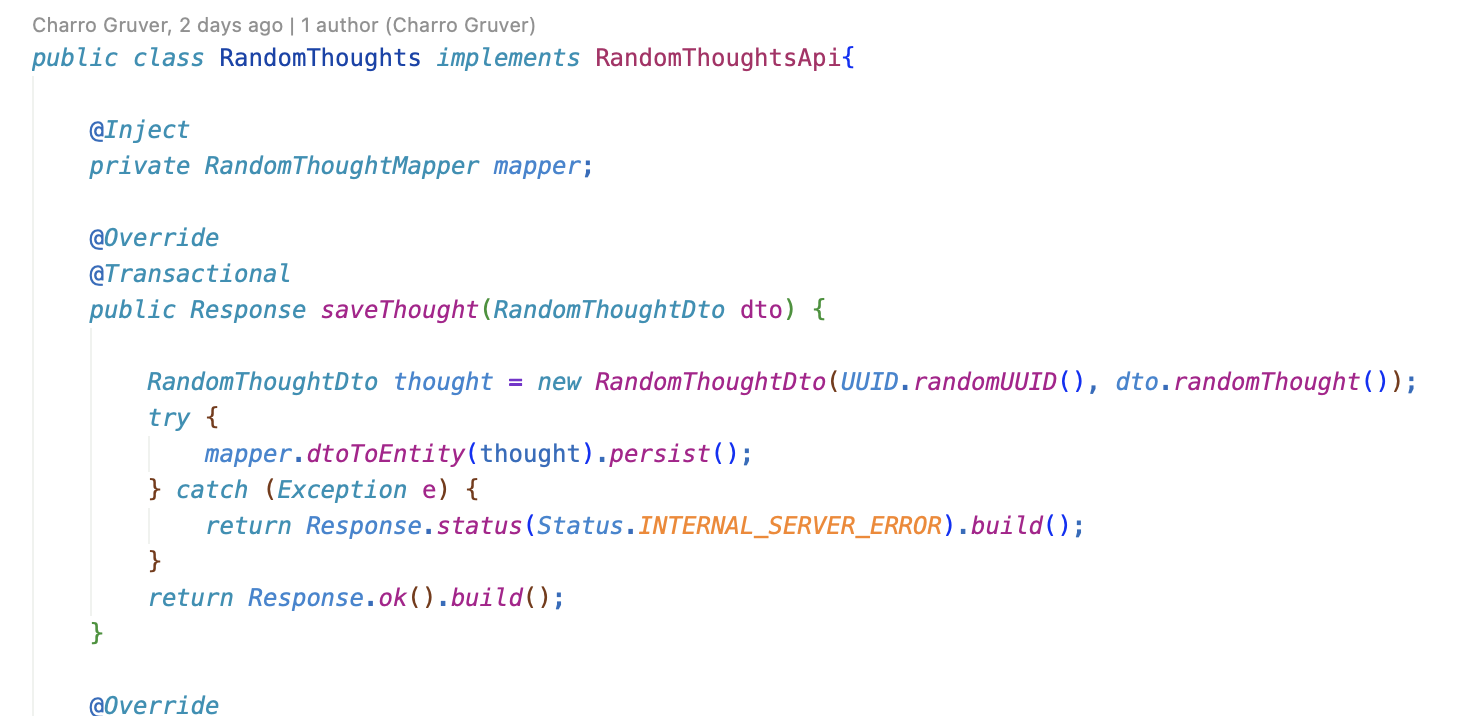 Charro Gruver, 2 days ago | 1 author (Charro Gruver)
public class RandomThoughts implements RandomThoughtsApi{
@Inject
private RandomThoughtMapper mapper;
@Override
@Transactional
public Response saveThought(RandomThoughtDto dto) {
RandomThoughtDto thought = new RandomThoughtDto(UUID.randomUUID(), dto.randomThought());
try {
mapper.dtoToEntity(thought).persist();
} catch (Exception e) {
return Response.status(Status.INTERNAL_SERVER_ERROR).build();
}
return Response.ok().build();
}
@Override